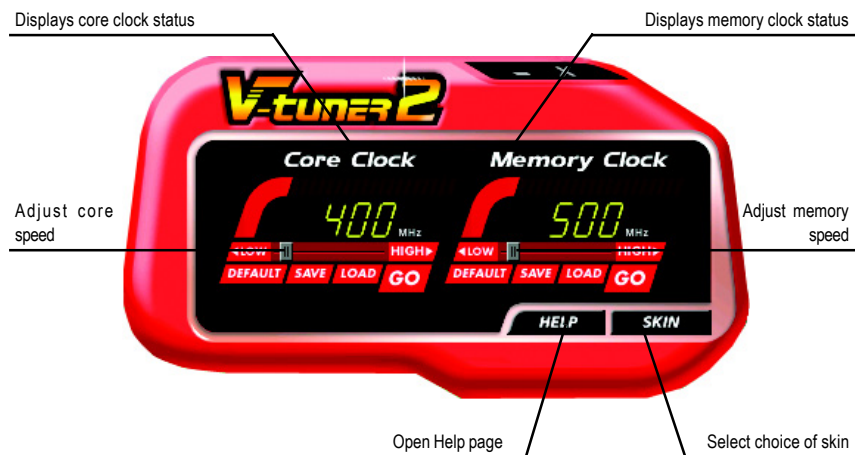 Displays core clock status
Displays memory clock status
V-tuner2
Core Clock
Memory Clock
Adjust core speed
400 MHz
500 MHz
Adjust memory speed
LOW
HIGH
LOW
HIGH
DEFAULT SAVE LOAD GO
DEFAULT SAVE LOAD GO
HELP
SKIN
Open Help page
Select choice of skin